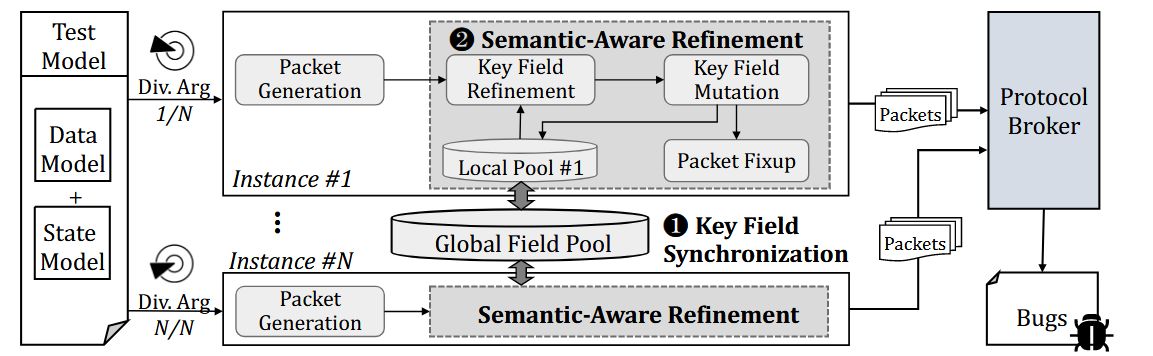 Test
Model
Data
Model
+
State
Model
Div. Arg
1/N
Div. Arg
N/N
Packet
Generation
❷ Semantic-Aware Refinement
Key Field
Refinement
Key Field
Mutation
Local Pool #1
Packet Fixup
Instance #1
⋮
Global Field Pool
❶ Key Field
Synchronization
Instance #N
Packet
Generation
Semantic-Aware Refinement
Packets
Packets
Protocol
Broker
Bugs